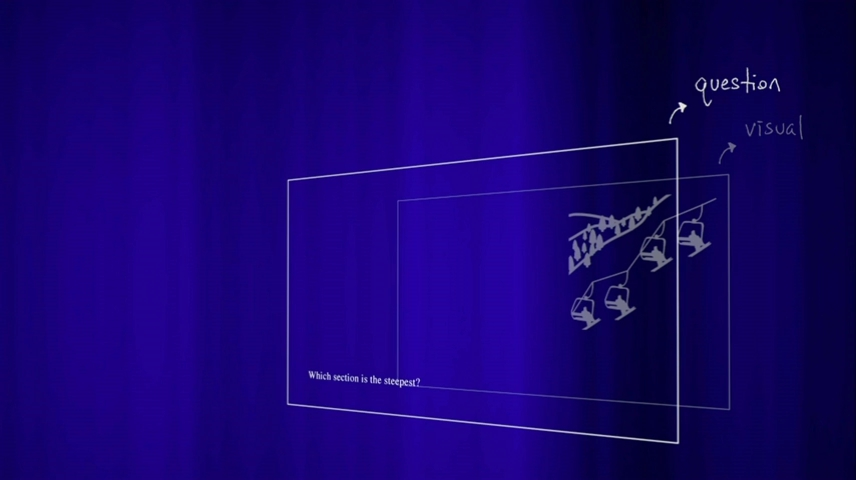 question
visual
Which section is the steepest?